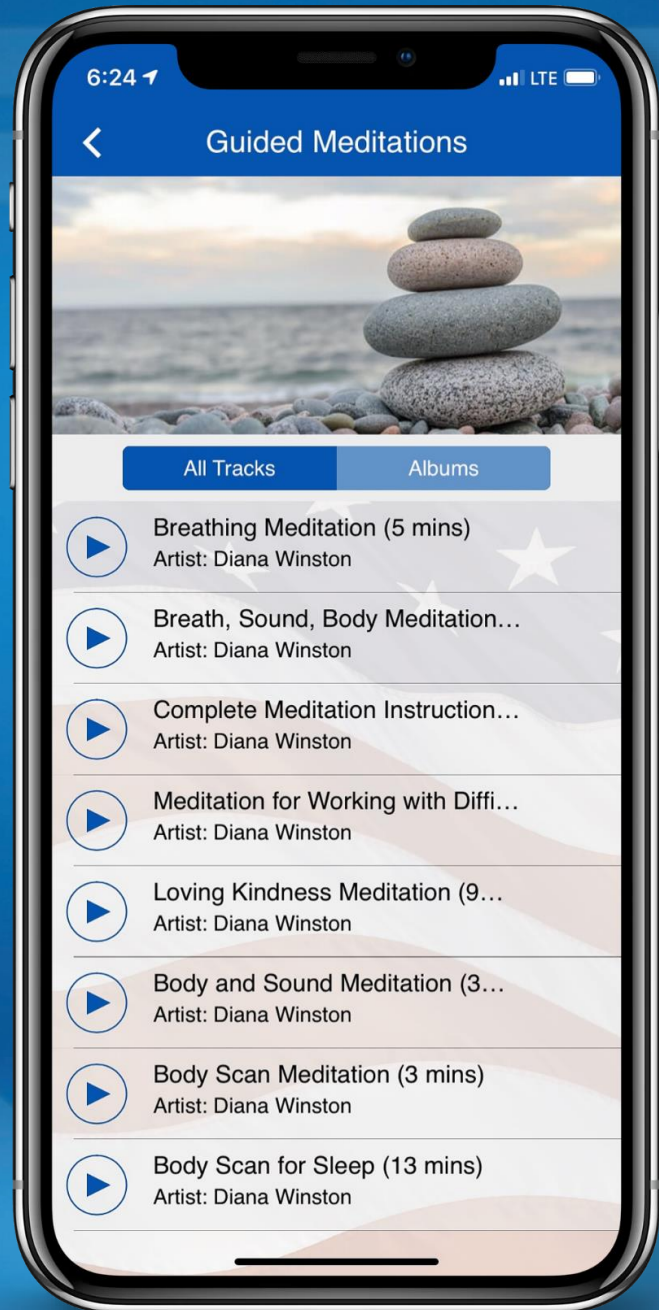 6:24
LTE
Guided Meditations
All Tracks
Albums
Breathing Meditation (5 mins)
Artist: Diana Winston
Breath, Sound, Body Meditation…
Artist: Diana Winston
Complete Meditation Instruction…
Artist: Diana Winston
Meditation for Working with Diffi…
Artist: Diana Winston
Loving Kindness Meditation (9…
Artist: Diana Winston
Body and Sound Meditation (3…
Artist: Diana Winston
Body Scan Meditation (3 mins)
Artist: Diana Winston
Body Scan for Sleep (13 mins)
Artist: Diana Winston